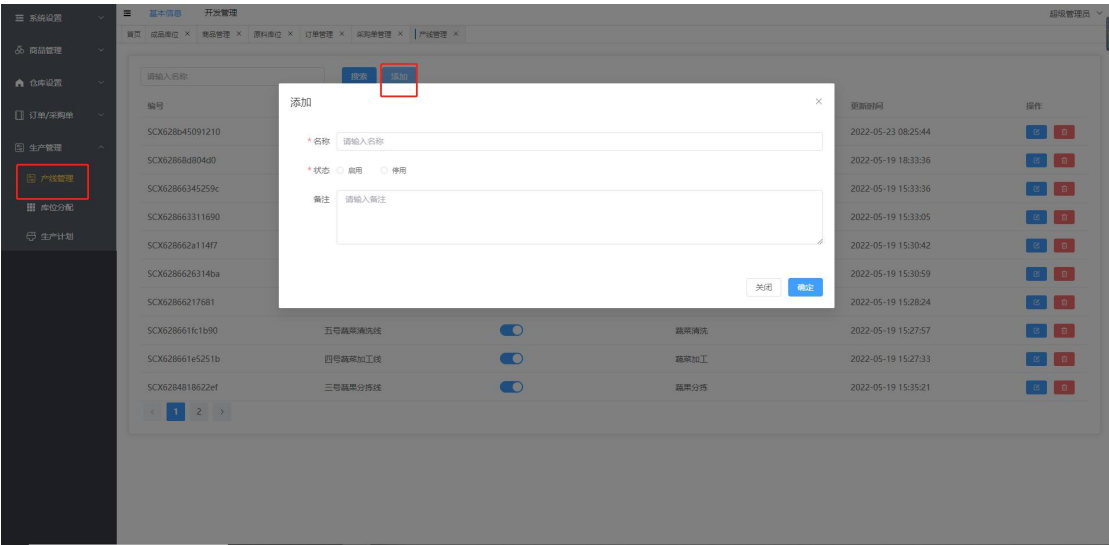 系统设置
基本信息 开发管理
超级管理员
首页 成品库位 × 商品管理 × 原料库位 × 订单管理 × 采购单管理 × 产线管理 ×
商品管理
仓库设置
订单/采购单
生产管理
产线管理
库位分配
生产计划
请输入名称 搜索 添加
编号 更新时间 操作
添加 ×
* 名称 请输入名称
* 状态 启用 停用
备注 请输入备注
关闭 确定
SCX628b45091210 2022-05-23 08:25:44
SCX62868d804d0 2022-05-19 18:33:36
SCX62866345259c 2022-05-19 15:33:36
SCX628663311690 2022-05-19 15:33:05
SCX628662a114f7 2022-05-19 15:30:42
SCX6286626314ba 2022-05-19 15:30:59
SCX62866217681 2022-05-19 15:28:24
SCX628661fc1b90 五号蔬菜清洗线 蔬菜清洗 2022-05-19 15:27:57
SCX628661e5251b 四号蔬菜加工线 蔬菜加工 2022-05-19 15:27:33
SCX6284818622ef 三号蔬果分拣线 蔬果分拣 2022-05-19 15:35:21
< 1 2 >